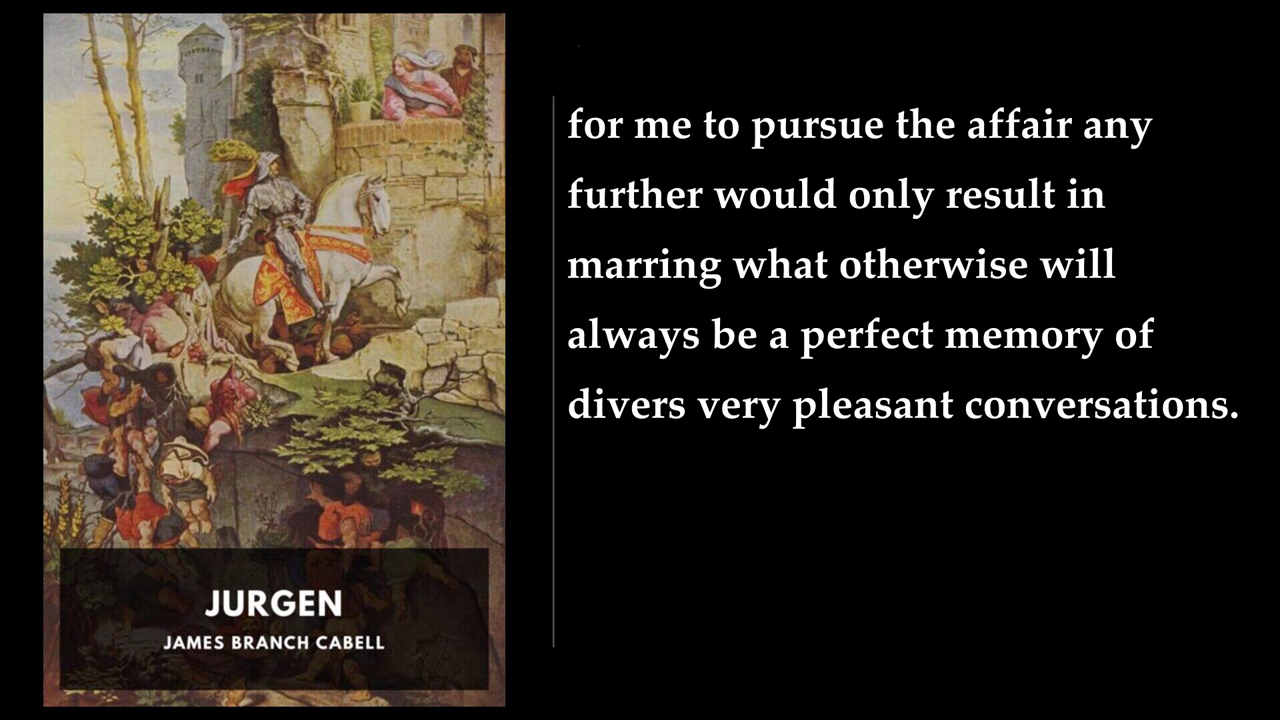 JURGEN
JAMES BRANCH CABELL
for me to pursue the affair any
further would only result in
marring what otherwise will
always be a perfect memory of
divers very pleasant conversations.